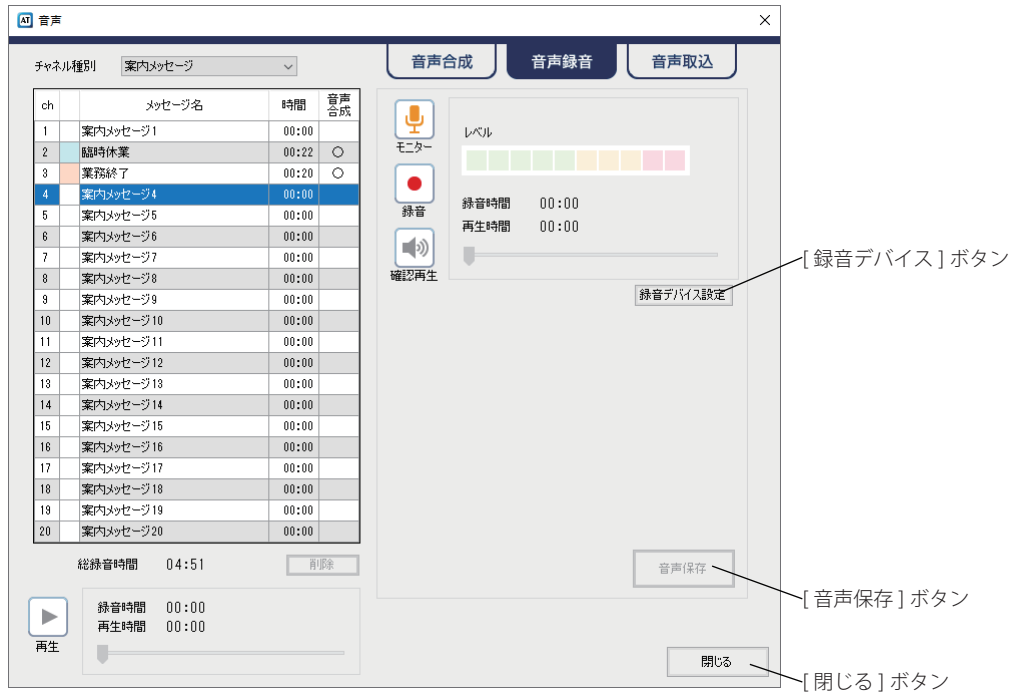 AT 音声 ×
チャネル種別 案内メッセージ
音声合成 音声録音 音声取込
ch メッセージ名 時間 音声合成
1 案内メッセージ1 00:00
2 臨時休業 00:22 ○
3 業務終了 00:20 ○
4 案内メッセージ4 00:00
5 案内メッセージ5 00:00
6 案内メッセージ6 00:00
7 案内メッセージ7 00:00
8 案内メッセージ8 00:00
9 案内メッセージ9 00:00
10 案内メッセージ10 00:00
11 案内メッセージ11 00:00
12 案内メッセージ12 00:00
13 案内メッセージ13 00:00
14 案内メッセージ14 00:00
15 案内メッセージ15 00:00
16 案内メッセージ16 00:00
17 案内メッセージ17 00:00
18 案内メッセージ18 00:00
19 案内メッセージ19 00:00
20 案内メッセージ20 00:00
総録音時間 04:51 削除
再生
録音時間 00:00
再生時間 00:00
モニター
録音
確認再生
レベル
録音時間 00:00
再生時間 00:00
録音デバイス設定
音声保存
閉じる
[ 録音デバイス ] ボタン
[ 音声保存 ] ボタン
[ 閉じる ] ボタン